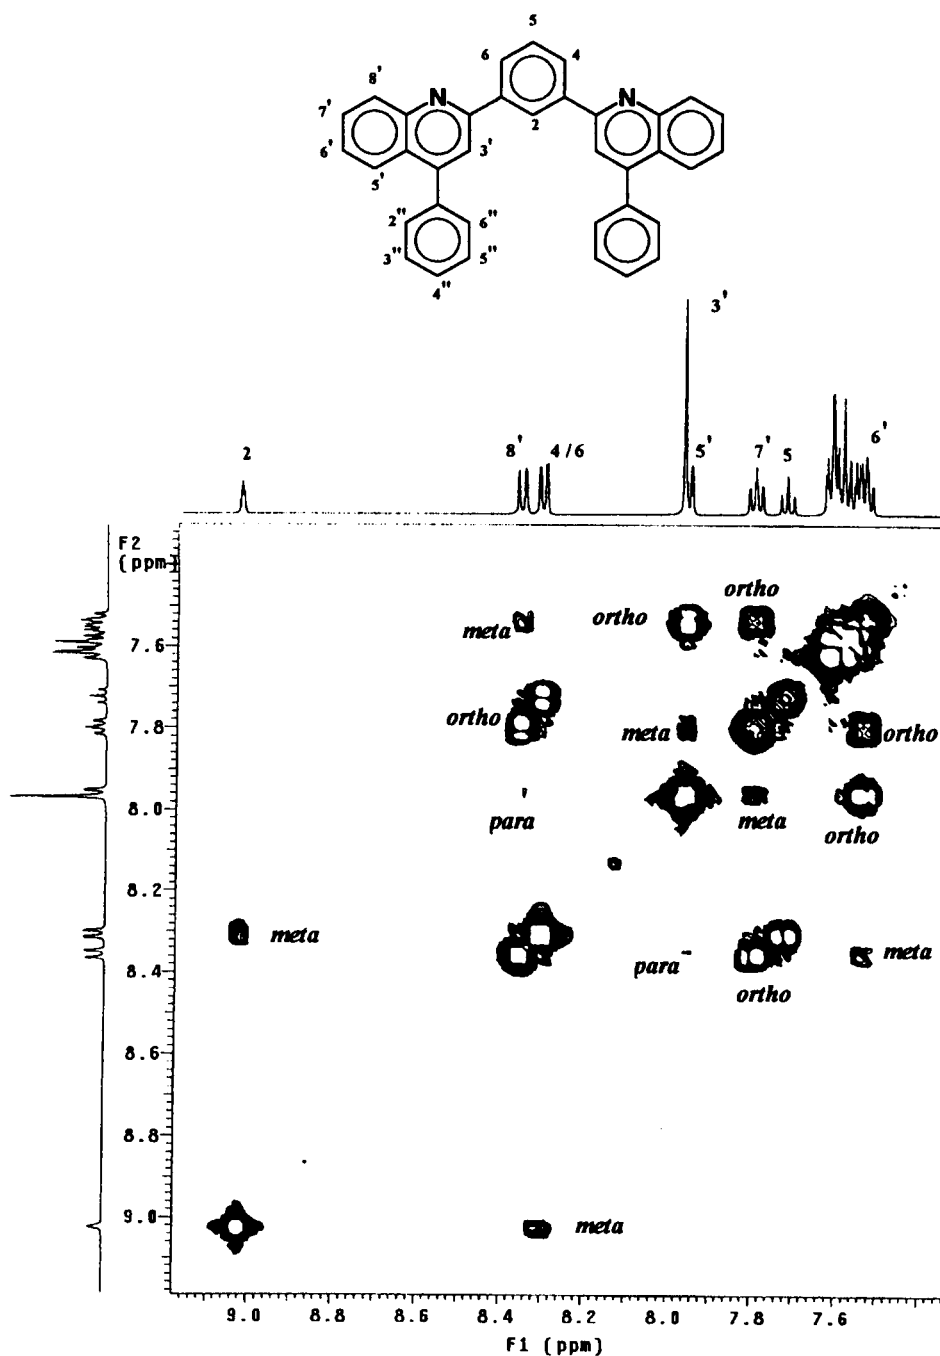 5
6 4
8' N N
7' 2
6' 3'
5'
2" 6"
3" 5"
4"
3'
2 8' 4/6 5' 7' 5 6'
F2
(ppm)
ortho
meta ortho
7.6
ortho meta ortho
7.8
8.0
para meta ortho
8.2
meta para meta
8.4
ortho
8.6
8.8
9.0
meta
9.0 8.8 8.6 8.4 8.2 8.0 7.8 7.6
F1 (ppm)